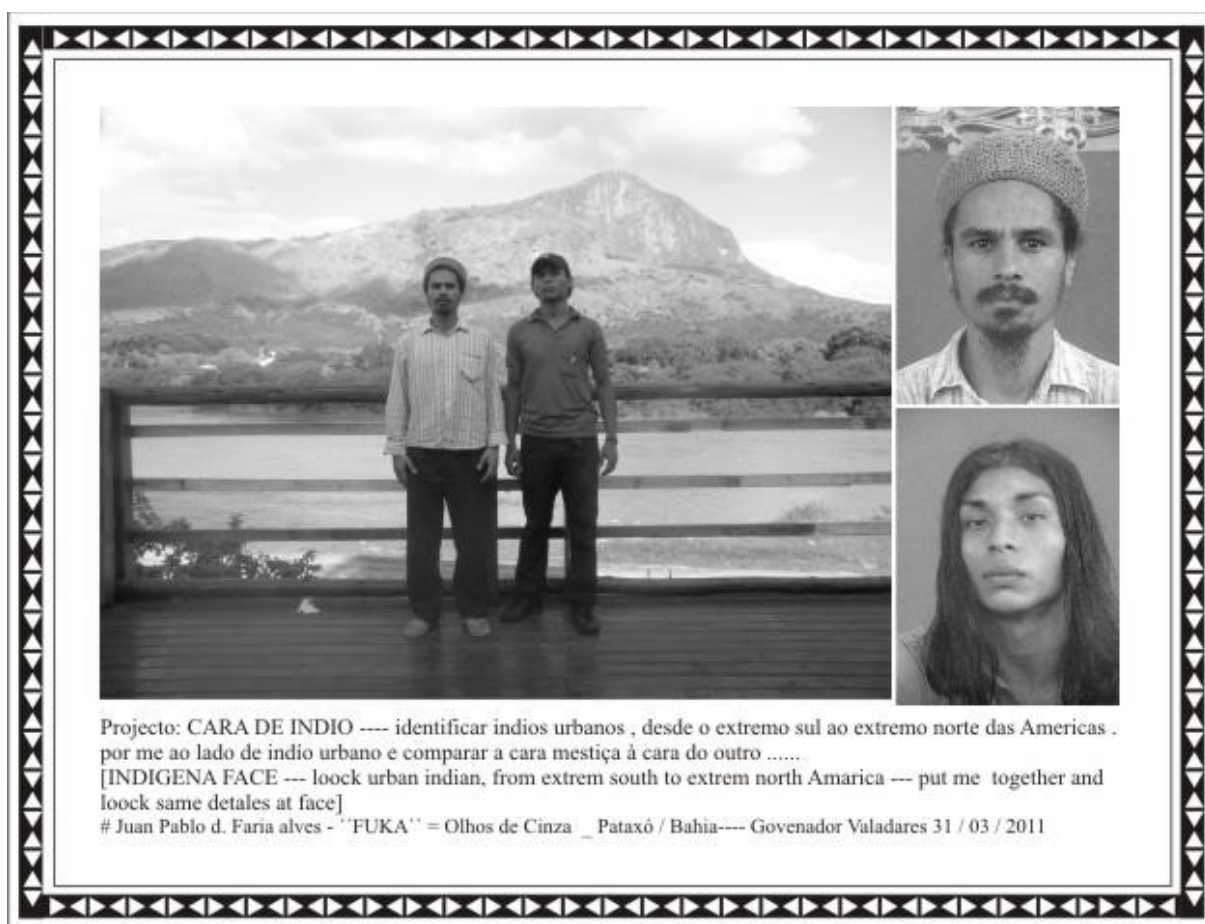 Projecto: CARA DE INDIO ---- identificar indios urbanos , desde o extremo sul ao extremo norte das Americas .
por me ao lado de indio urbano e comparar a cara mestiça à cara do outro ......
[INDIGENA FACE --- loock urban indian, from extrem south to extrem north Amarica --- put me together and
loock same detales at face]
# Juan Pablo d. Faria alves - ´´FUKA`` = Olhos de Cinza _ Pataxó / Bahia---- Govenador Valadares 31 / 03 / 2011